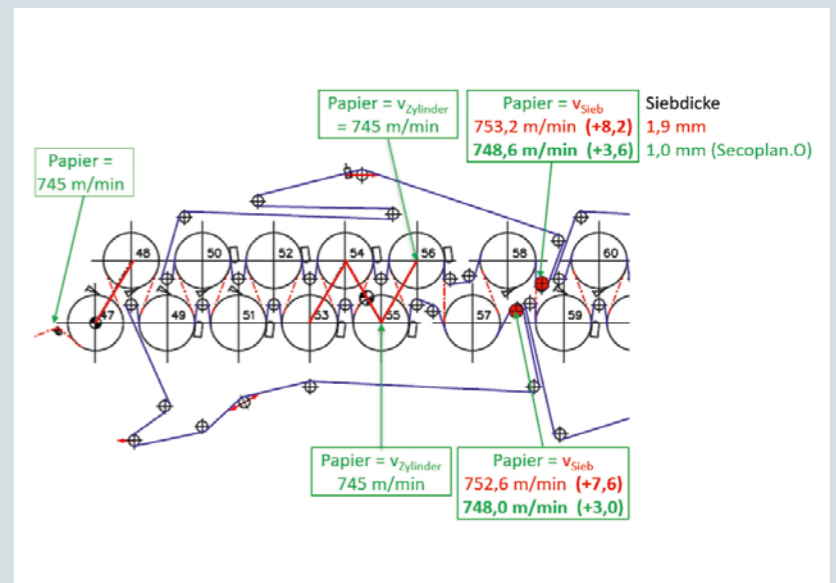 Papier = vZylinder
= 745 m/min
Papier = vSieb
753,2 m/min (+8,2)
748,6 m/min (+3,6)
Siebdicke
1,9 mm
1,0 mm (Secoplan.O)
Papier =
745 m/min
48
50
52
54
56
58
60
47
49
51
53
55
57
59
Papier = vZylinder
745 m/min
Papier = vSieb
752,6 m/min (+7,6)
748,0 m/min (+3,0)